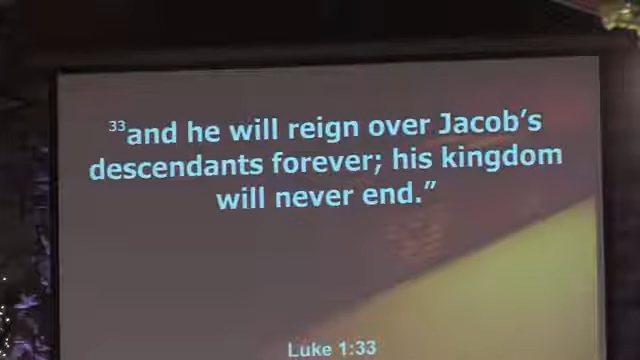 33and he will reign over Jacob’s
descendants forever; his kingdom
will never end.”
Luke 1:33